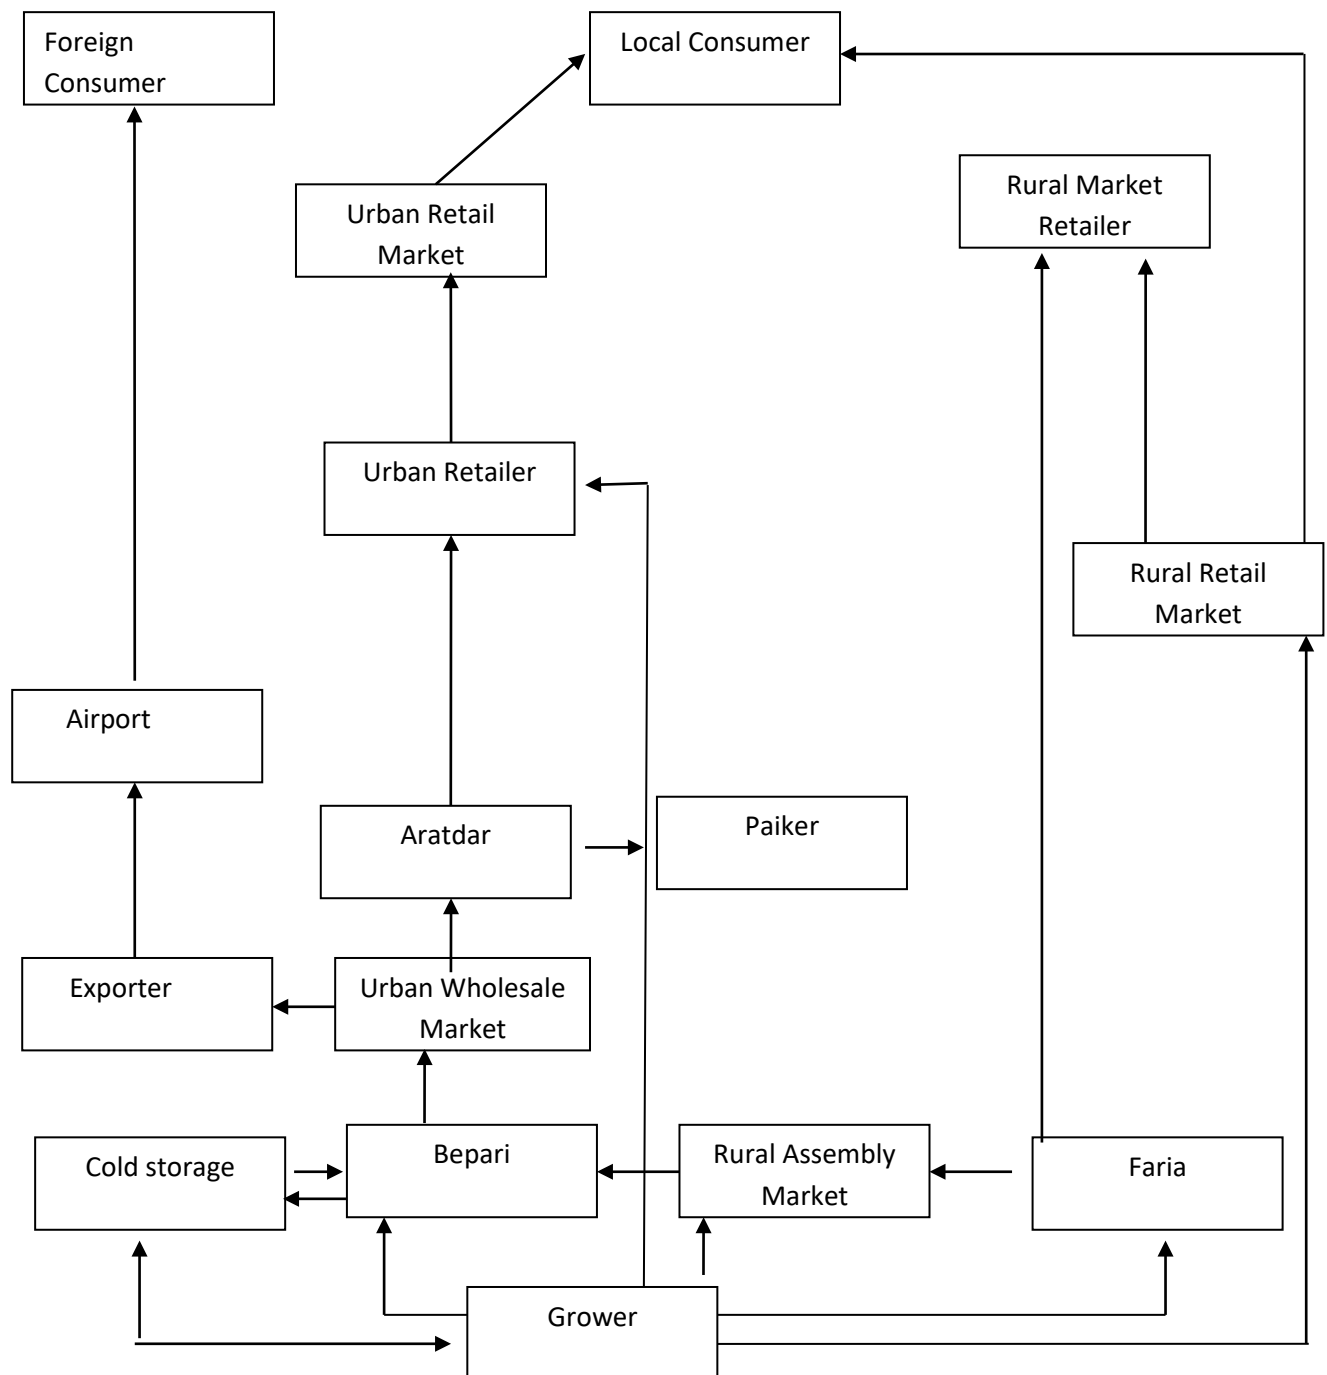 Foreign
Consumer
Local Consumer
Rural Market
Retailer
Urban Retail
Market
Urban Retailer
Rural Retail
Market
Airport
Aratdar
Paiker
Exporter
Urban Wholesale
Market
Cold storage
Bepari
Rural Assembly
Market
Faria
Grower